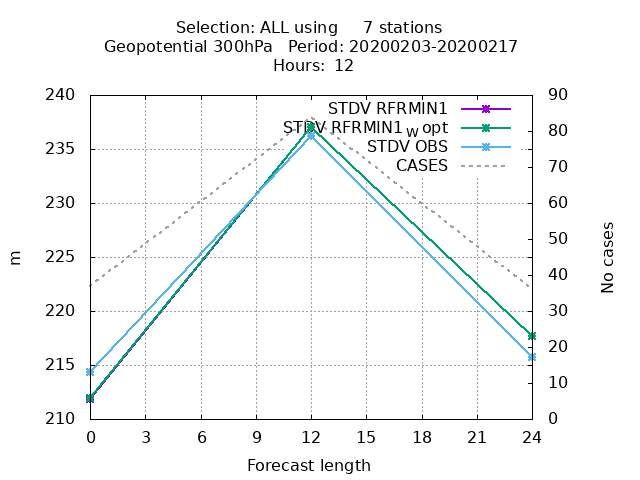 Selection: ALL using 7 stations
Geopotential 300hPa Period: 20200203-20200217
Hours: 12
240
235
230
225
220
215
210
m
90
80
70
60
50
40
30
20
10
0
No cases
STDV RFRMIN1
STDV RFRMIN1w opt
STDV OBS
CASES
0 3 6 9 12 15 18 21 24
Forecast length